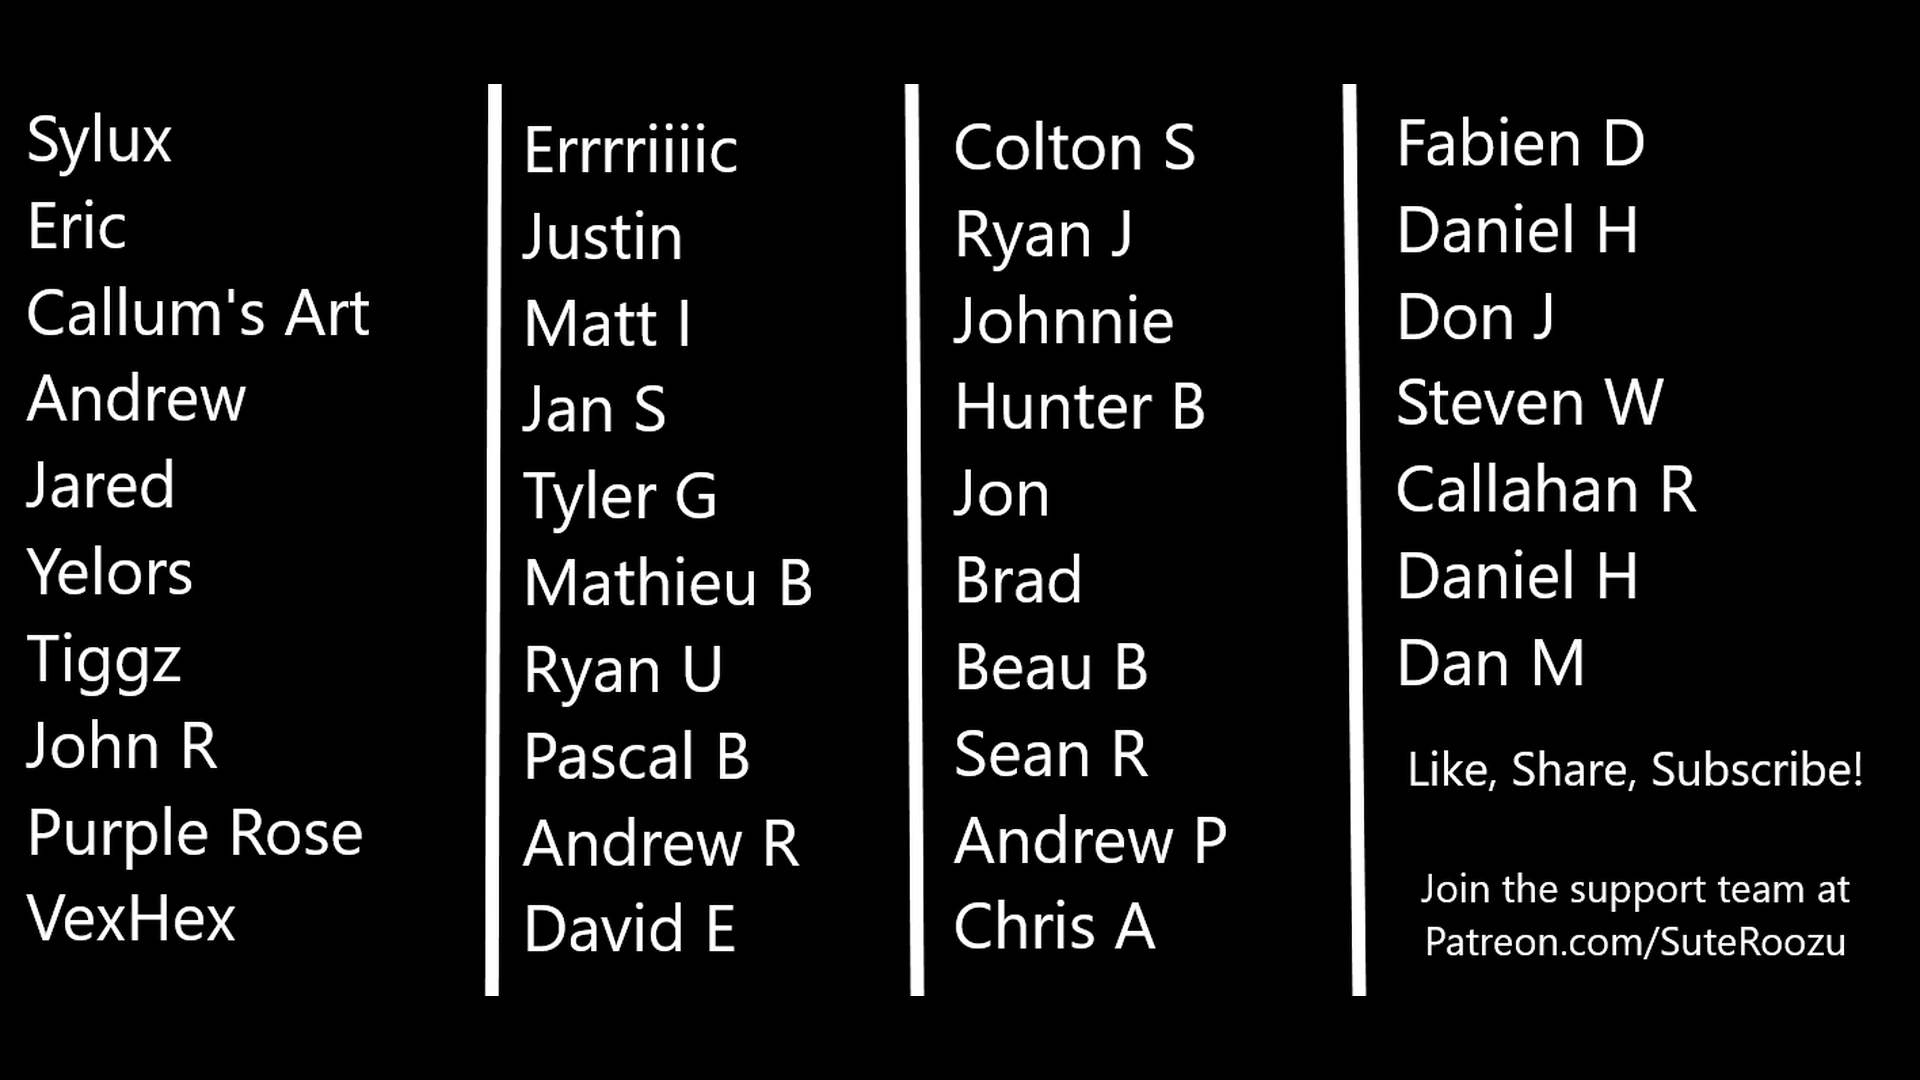 Sylux
Eric
Callum's Art
Andrew
Jared
Yelors
Tiggz
John R
Purple Rose
VexHex
Errrriiiic
Justin
Matt I
Jan S
Tyler G
Mathieu B
Ryan U
Pascal B
Andrew R
David E
Colton S
Ryan J
Johnnie
Hunter B
Jon
Brad
Beau B
Sean R
Andrew P
Chris A
Fabien D
Daniel H
Don J
Steven W
Callahan R
Daniel H
Dan M
Like, Share, Subscribe!
Join the support team at
Patreon.com/SuteRoozu